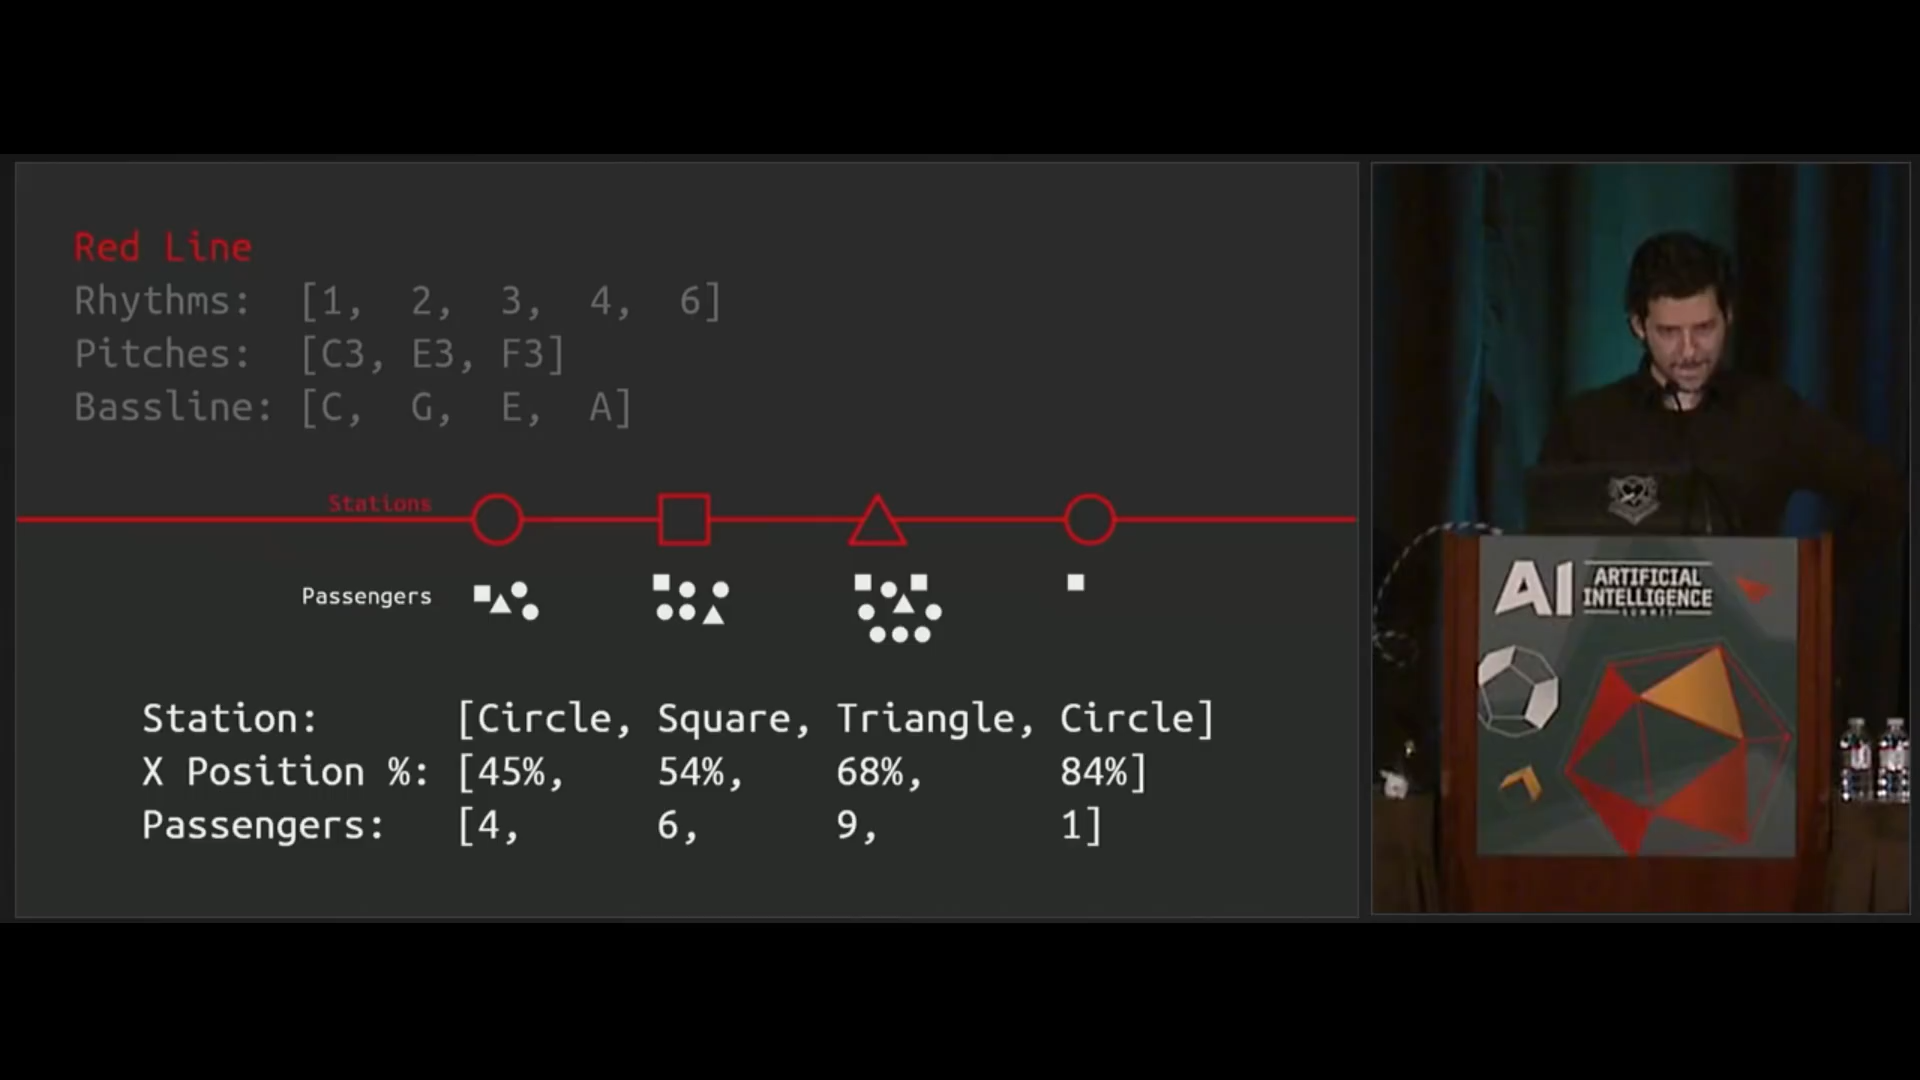 Red Line
Rhythms: [1, 2, 3, 4, 6]
Pitches: [C3, E3, F3]
Bassline: [C, G, E, A]
Stations
Passengers
Station: [Circle, Square, Triangle, Circle]
X Position %: [45%, 54%, 68%, 84%]
Passengers: [4, 6, 9, 1]
AI ARTIFICIAL
INTELLIGENCE
SUMMIT